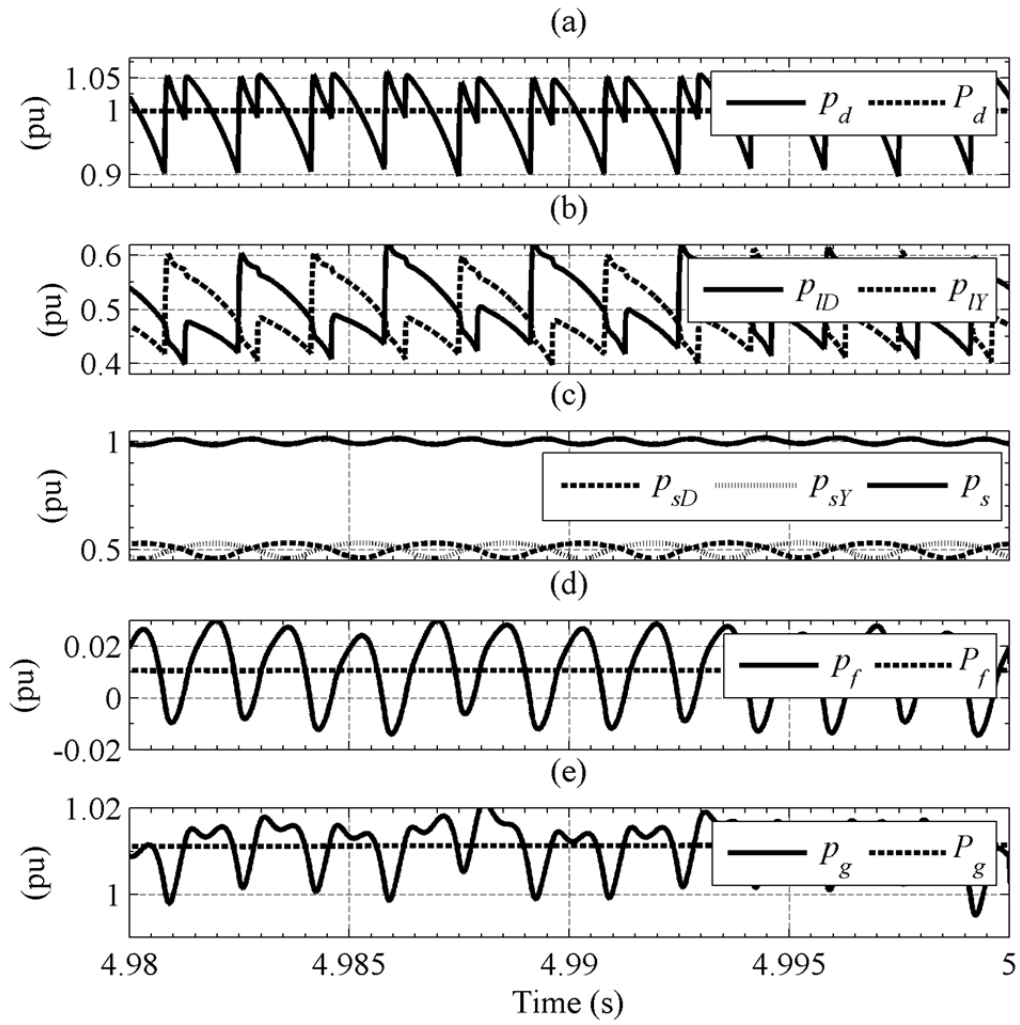 (a)
1.05
1
0.9
(pu)
p_d P_d
(b)
0.6
0.5
0.4
(pu)
p_lD p_lY
(c)
1
0.5
(pu)
p_sD p_sY p_s
(d)
0.02
0
-0.02
(pu)
p_f P_f
(e)
1.02
1
(pu)
p_g P_g
4.98 4.985 4.99 4.995 5
Time (s)